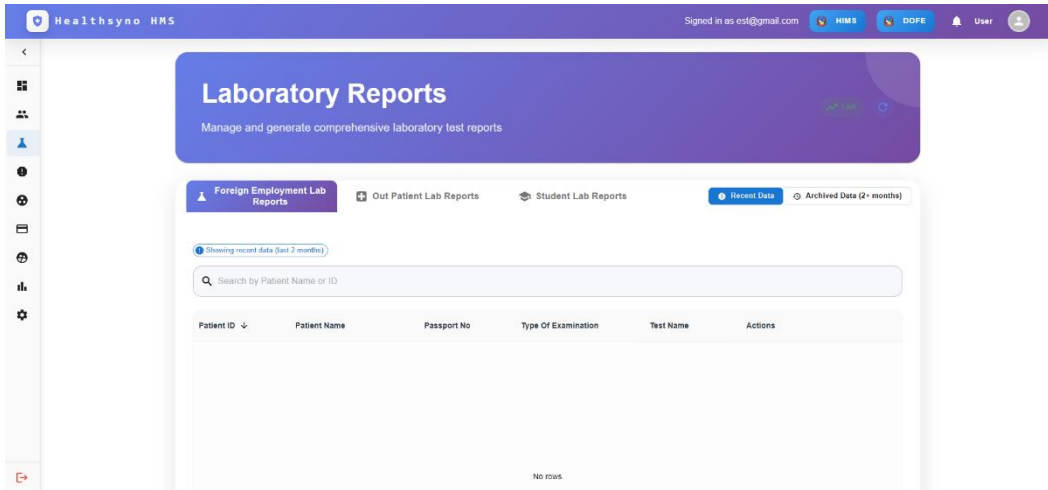 Healthsyno HMS
Signed in as est@gmail.com
HIMS
DOFE
User
Laboratory Reports
Manage and generate comprehensive laboratory test reports
Live
Foreign Employment Lab
Reports
Out Patient Lab Reports
Student Lab Reports
Recent Data
Archived Data (2+ months)
Showing recent data (last 2 months)
Search by Patient Name or ID
Patient ID Patient Name Passport No Type Of Examination Test Name Actions
No rows